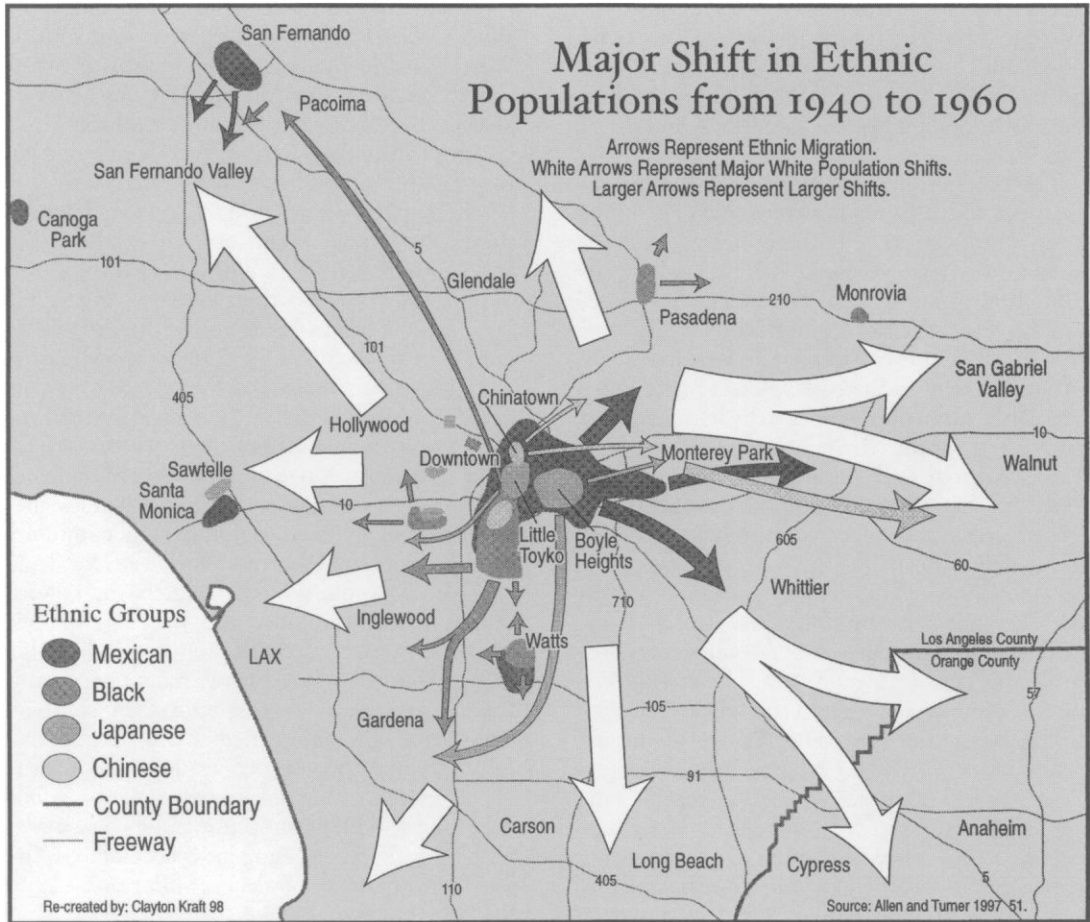 Major Shift in Ethnic
Populations from 1940 to 1960
Arrows Represent Ethnic Migration.
White Arrows Represent Major White Population Shifts.
Larger Arrows Represent Larger Shifts.
San Fernando
Pacoima
San Fernando Valley
Canoga
Park
101
5
Glendale
Pasadena
210
Monrovia
101
405
Hollywood
Chinatown
San Gabriel
Valley
10
Downtown
Monterey Park
Walnut
Sawtelle
Santa
Monica
10
Little
Toyko
Boyle
Heights
605
60
710
Whittier
Inglewood
Watts
LAX
Los Angeles County
Orange County
57
Gardena
105
91
Ethnic Groups
Mexican
Black
Japanese
Chinese
County Boundary
Freeway
Carson
Long Beach
Cypress
Anaheim
110
405
5
Re-created by: Clayton Kraft 98
Source: Allen and Turner 1997 51.